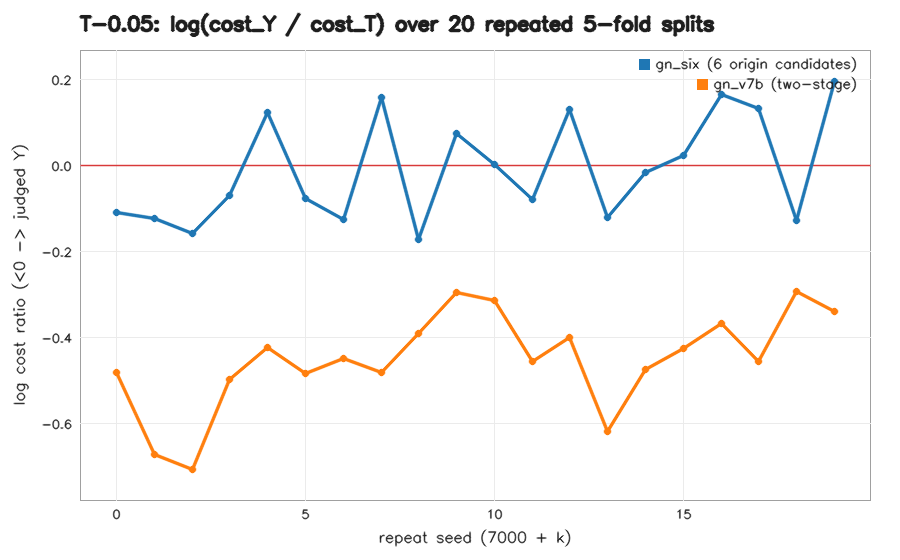 T-0.05: log(cost_Y / cost_T) over 20 repeated 5-fold splits
gn_six (6 origin candidates)
gn_v7b (two-stage)
0.2
0.0
-0.2
-0.4
-0.6
log cost ratio (<0 -> judged Y)
0 5 10 15
repeat seed (7000 + k)